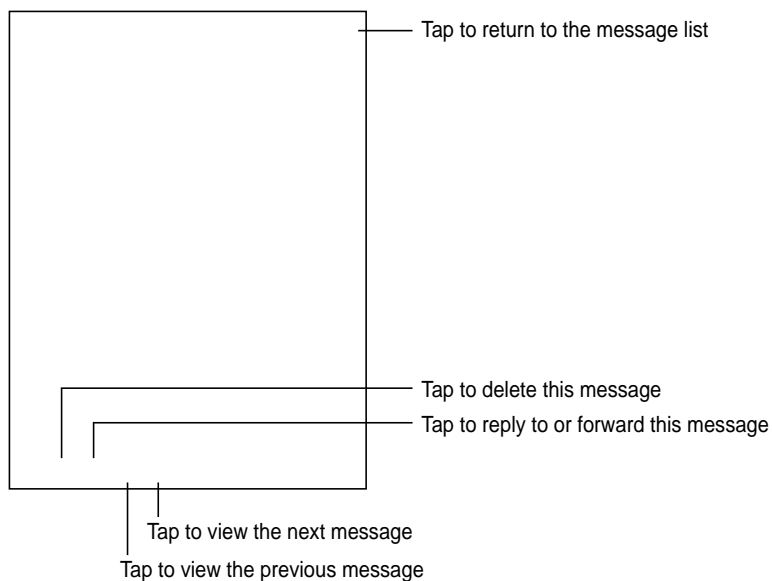 Tap to return to the message list
Tap to delete this message
Tap to reply to or forward this message
Tap to view the next message
Tap to view the previous message